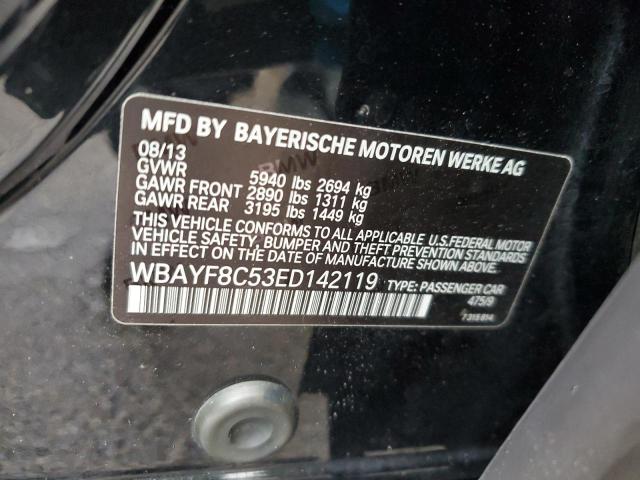 MFD BY BAYERISCHE MOTOREN WERKE AG
08/13
GVWR 5940 lbs 2694 kg
GAWR FRONT 2890 lbs 1311 kg
GAWR REAR 3195 lbs 1449 kg
THIS VEHICLE CONFORMS TO ALL APPLICABLE U.S. FEDERAL MOTOR
VEHICLE SAFETY, BUMPER AND THEFT PREVENTION STANDARDS
IN EFFECT ON THE DATE OF MANUFACTURE SHOWN ABOVE.
WBAYF8C53ED142119 TYPE: PASSENGER CAR
475/9
7315814